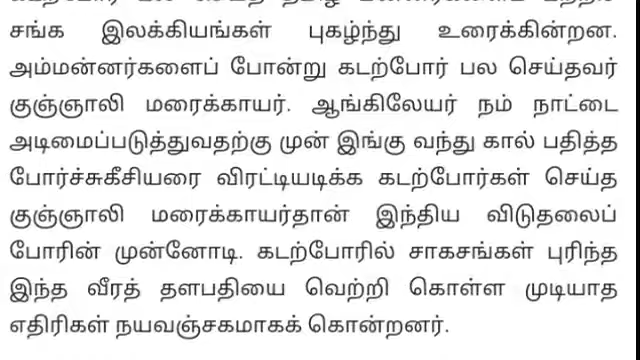 சங்க இலக்கியங்கள் புகழ்ந்து உரைக்கின்றன.
அம்மன்னர்களைப் போன்று கடற்போர் பல செய்தவர்
குஞ்ஞாலி மரைக்காயர். ஆங்கிலேயர் நம் நாட்டை
அடிமைப்படுத்துவதற்கு முன் இங்கு வந்து கால் பதித்த
போர்ச்சுகீசியரை விரட்டியடிக்க கடற்போர்கள் செய்த
குஞ்ஞாலி மரைக்காயர்தான் இந்திய விடுதலைப்
போரின் முன்னோடி. கடற்போரில் சாகசங்கள் புரிந்த
இந்த வீரத் தளபதியை வெற்றி கொள்ள முடியாத
எதிரிகள் நயவஞ்சகமாகக் கொன்றனர்.